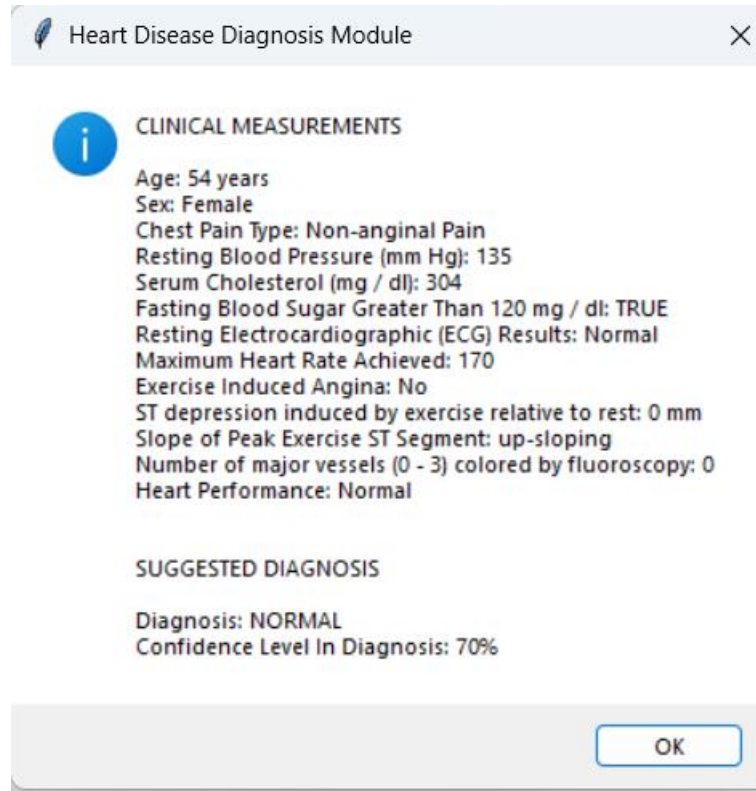 Heart Disease Diagnosis Module
CLINICAL MEASUREMENTS
Age: 54 years
Sex: Female
Chest Pain Type: Non-anginal Pain
Resting Blood Pressure (mm Hg): 135
Serum Cholesterol (mg / dl): 304
Fasting Blood Sugar Greater Than 120 mg / dl: TRUE
Resting Electrocardiographic (ECG) Results: Normal
Maximum Heart Rate Achieved: 170
Exercise Induced Angina: No
ST depression induced by exercise relative to rest: 0 mm
Slope of Peak Exercise ST Segment: up-sloping
Number of major vessels (0 - 3) colored by fluoroscopy: 0
Heart Performance: Normal
SUGGESTED DIAGNOSIS
Diagnosis: NORMAL
Confidence Level In Diagnosis: 70%
OK